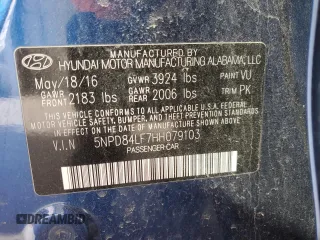 MANUFACTURED BY
HYUNDAI MOTOR MANUFACTURING ALABAMA, LLC
May/18/16 GVWR 3924 lbs PAINT VU
GAWR FRONT 2183 lbs GAWR REAR 2006 lbs TRIM PK
THIS VEHICLE CONFORMS TO ALL APPLICABLE
FEDERAL MOTOR VEHICLE SAFETY, BUMPER, AND
THEFT PREVENTION STANDARDS IN EFFECT ON
THE DATE OF MANUFACTURE SHOWN ABOVE.
V.I.N 5NPD84LF7HH079103
PASSENGER-CAR
DREAMBID